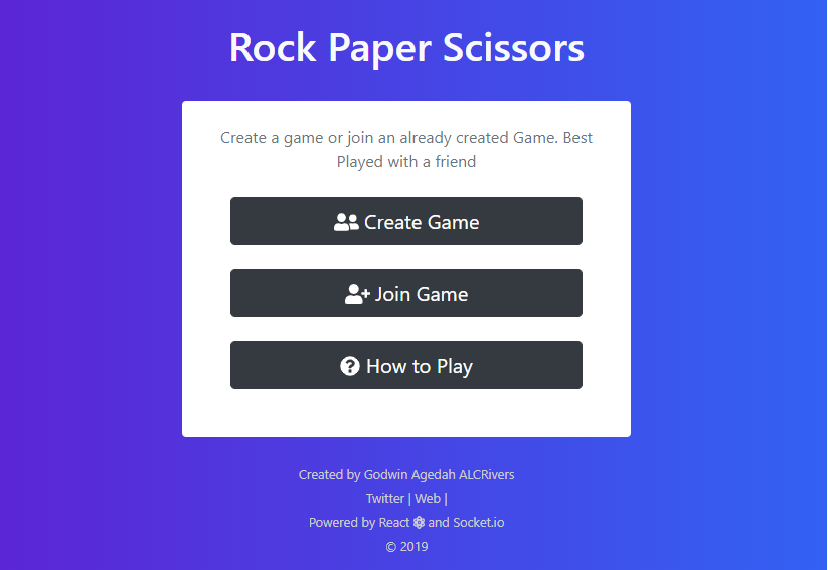 Rock Paper Scissors
Create a game or join an already created Game. Best
Played with a friend
Create Game
Join Game
How to Play
Created by Godwin Agedah ALCRivers
Twitter | Web |
Powered by React and Socket.io
© 2019